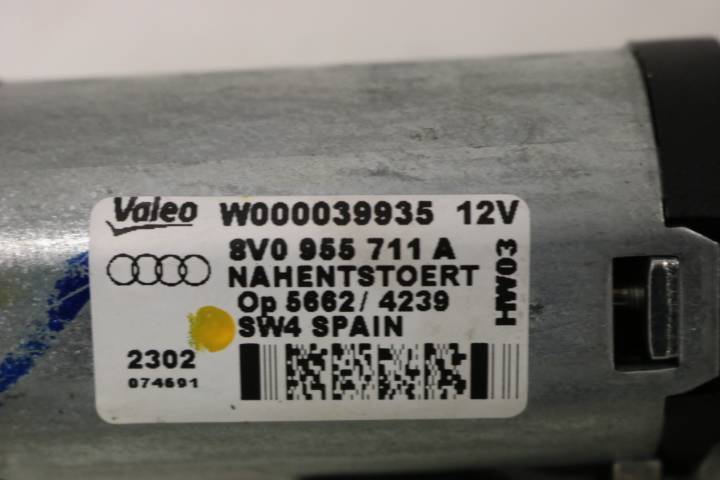 Valeo W000039935 12V
8V0 955 711 A
NAHENTSTOERT
Op 5662/ 4239
SW4 SPAIN
HW03
2302
074691